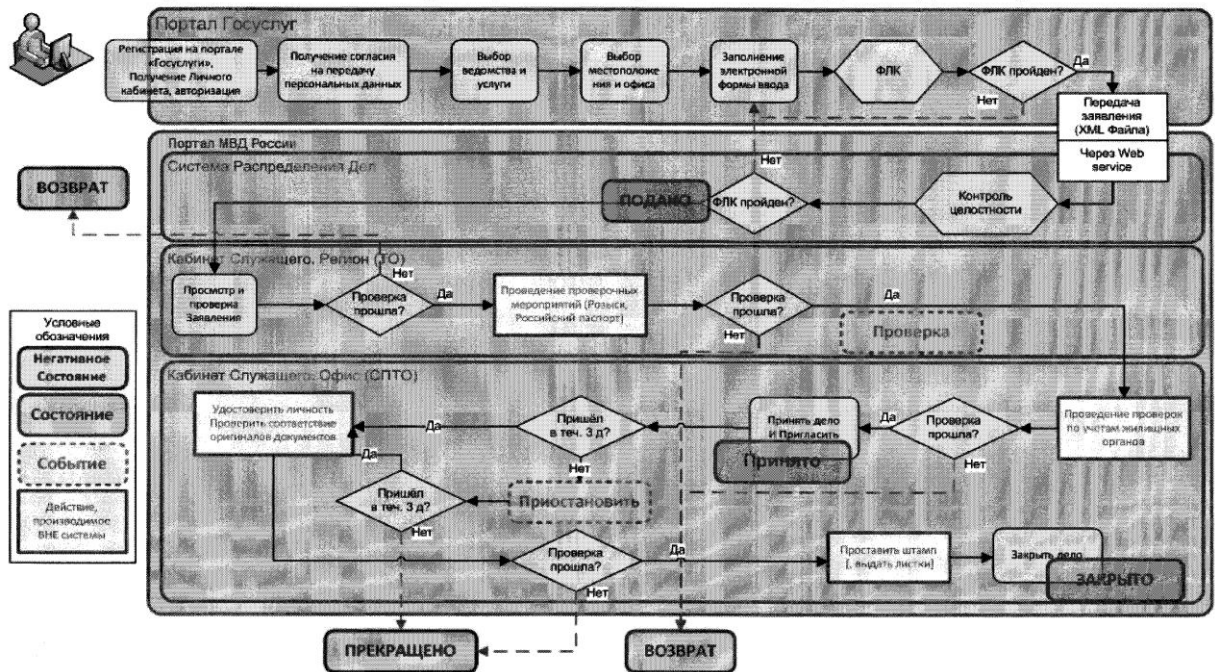 Портал Госуслуг
Регистрация на портале
«Госуслуги»,
Получение Личного
кабинета, авторизация
Получение согласия
на передачу
персональных данных
Выбор
ведомства и
услуги
Выбор
местоположе
ния и офиса
Заполнение
электронной
формы ввода
ФЛК
ФЛК пройден?
Да
Нет
Передача
заявления
(XML Файла)
Через Web
service
Портал МВД России
Система Распределения Дел
Нет
ВОЗВРАТ
ПОДАНО
ФЛК пройден?
Контроль
целостности
Кабинет Служащего. Регион (ТО)
Просмотр и
проверка
Заявления
Нет
Проверка
прошла?
Да
Проведение проверочных
мероприятий (Розыск,
Российский паспорт)
Проверка
прошла?
Нет
Да
Проверка
Условные
обозначения
Негативное
Состояние
Состояние
Событие
Действие,
производимое
ВНЕ системы
Кабинет Служащего. Офис (СПТО)
Удостоверить личность
Проверить соответствие
оригиналов документов
Да
Пришёл
в теч. 3 д?
Нет
Принять дело
И Пригласить
Принято
Да
Проверка
прошла?
Нет
Проведение проверок
по учетам жилищных
органов
Да
Пришёл
в теч. 3 д?
Нет
Приостановить
Проверка
прошла?
Да
Нет
Проставить штамп
[, выдать листки]
Закрыть дело
ЗАКРЫТО
ПРЕКРАЩЕНО
ВОЗВРАТ